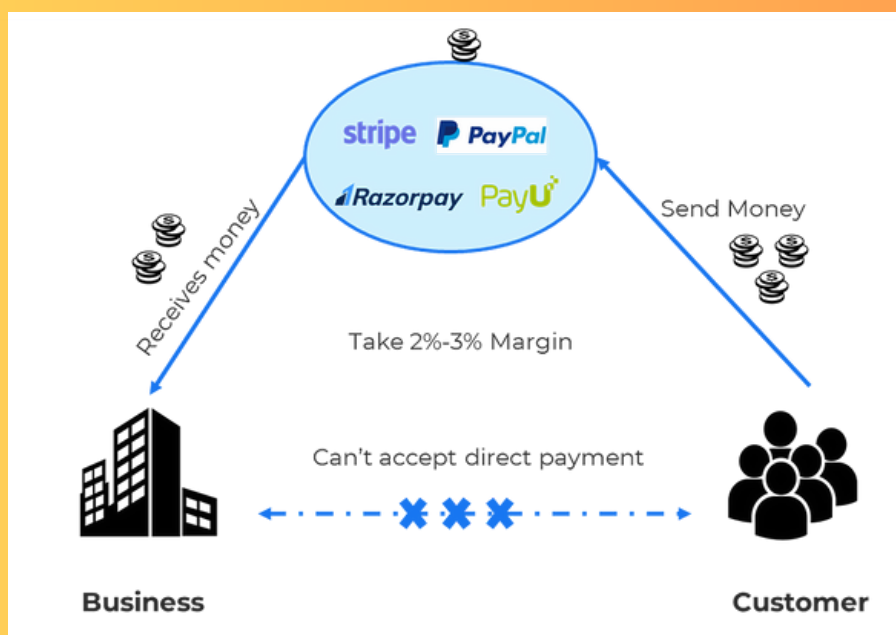 stripe PayPal
Razorpay PayU
Send Money
Receives money
Take 2%-3% Margin
Can't accept direct payment
Business
Customer